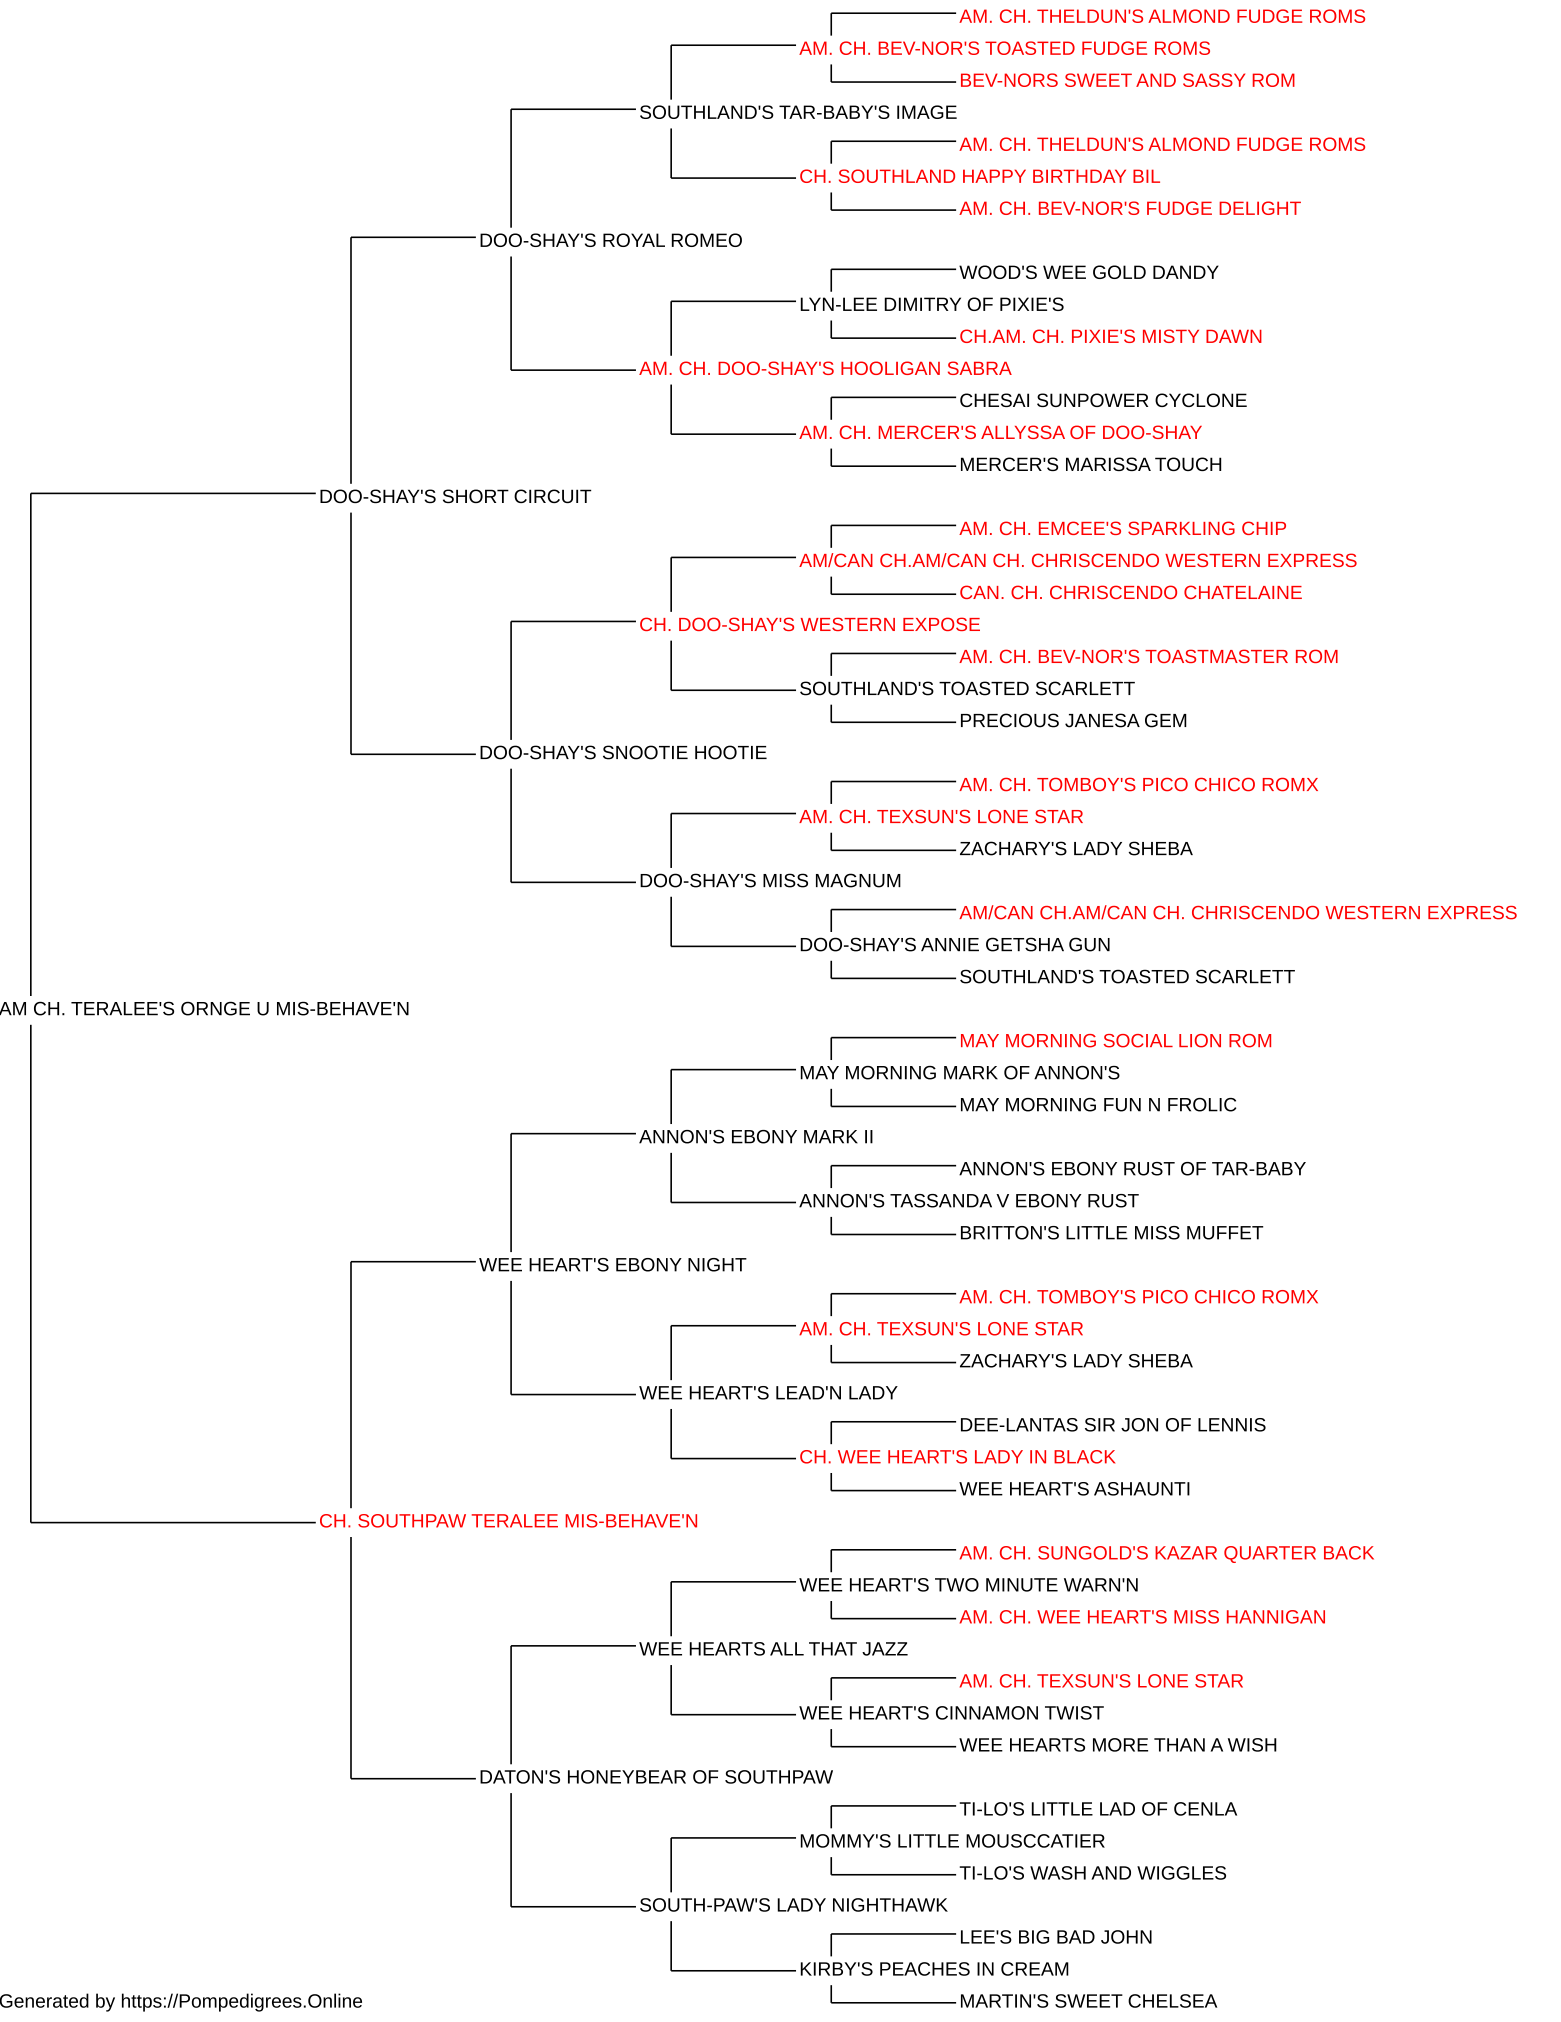 AM. CH. THELDUN'S ALMOND FUDGE ROMS
AM. CH. BEV-NOR'S TOASTED FUDGE ROMS
BEV-NORS SWEET AND SASSY ROM
SOUTHLAND'S TAR-BABY'S IMAGE
AM. CH. THELDUN'S ALMOND FUDGE ROMS
CH. SOUTHLAND HAPPY BIRTHDAY BIL
AM. CH. BEV-NOR'S FUDGE DELIGHT
DOO-SHAY'S ROYAL ROMEO
WOOD'S WEE GOLD DANDY
LYN-LEE DIMITRY OF PIXIE'S
CH.AM. CH. PIXIE'S MISTY DAWN
AM. CH. DOO-SHAY'S HOOLIGAN SABRA
CHESAI SUNPOWER CYCLONE
AM. CH. MERCER'S ALLYSSA OF DOO-SHAY
MERCER'S MARISSA TOUCH
DOO-SHAY'S SHORT CIRCUIT
AM. CH. EMCEE'S SPARKLING CHIP
AM/CAN CH.AM/CAN CH. CHRISCENDO WESTERN EXPRESS
CAN. CH. CHRISCENDO CHATELAINE
CH. DOO-SHAY'S WESTERN EXPOSE
AM. CH. BEV-NOR'S TOASTMASTER ROM
SOUTHLAND'S TOASTED SCARLETT
PRECIOUS JANESA GEM
DOO-SHAY'S SNOOTIE HOOTIE
AM. CH. TOMBOY'S PICO CHICO ROMX
AM. CH. TEXSUN'S LONE STAR
ZACHARY'S LADY SHEBA
DOO-SHAY'S MISS MAGNUM
AM/CAN CH.AM/CAN CH. CHRISCENDO WESTERN EXPRESS
DOO-SHAY'S ANNIE GETSHA GUN
SOUTHLAND'S TOASTED SCARLETT
AM CH. TERALEE'S ORNGE U MIS-BEHAVE'N
MAY MORNING SOCIAL LION ROM
MAY MORNING MARK OF ANNON'S
MAY MORNING FUN N FROLIC
ANNON'S EBONY MARK II
ANNON'S EBONY RUST OF TAR-BABY
ANNON'S TASSANDA V EBONY RUST
BRITTON'S LITTLE MISS MUFFET
WEE HEART'S EBONY NIGHT
AM. CH. TOMBOY'S PICO CHICO ROMX
AM. CH. TEXSUN'S LONE STAR
ZACHARY'S LADY SHEBA
WEE HEART'S LEAD'N LADY
DEE-LANTAS SIR JON OF LENNIS
CH. WEE HEART'S LADY IN BLACK
WEE HEART'S ASHAUNTI
CH. SOUTHPAW TERALEE MIS-BEHAVE'N
AM. CH. SUNGOLD'S KAZAR QUARTER BACK
WEE HEART'S TWO MINUTE WARN'N
AM. CH. WEE HEART'S MISS HANNIGAN
WEE HEARTS ALL THAT JAZZ
AM. CH. TEXSUN'S LONE STAR
WEE HEART'S CINNAMON TWIST
WEE HEARTS MORE THAN A WISH
DATON'S HONEYBEAR OF SOUTHPAW
TI-LO'S LITTLE LAD OF CENLA
MOMMY'S LITTLE MOUSCCATIER
TI-LO'S WASH AND WIGGLES
SOUTH-PAW'S LADY NIGHTHAWK
LEE'S BIG BAD JOHN
KIRBY'S PEACHES IN CREAM
MARTIN'S SWEET CHELSEA
Generated by https://Pompedigrees.Online